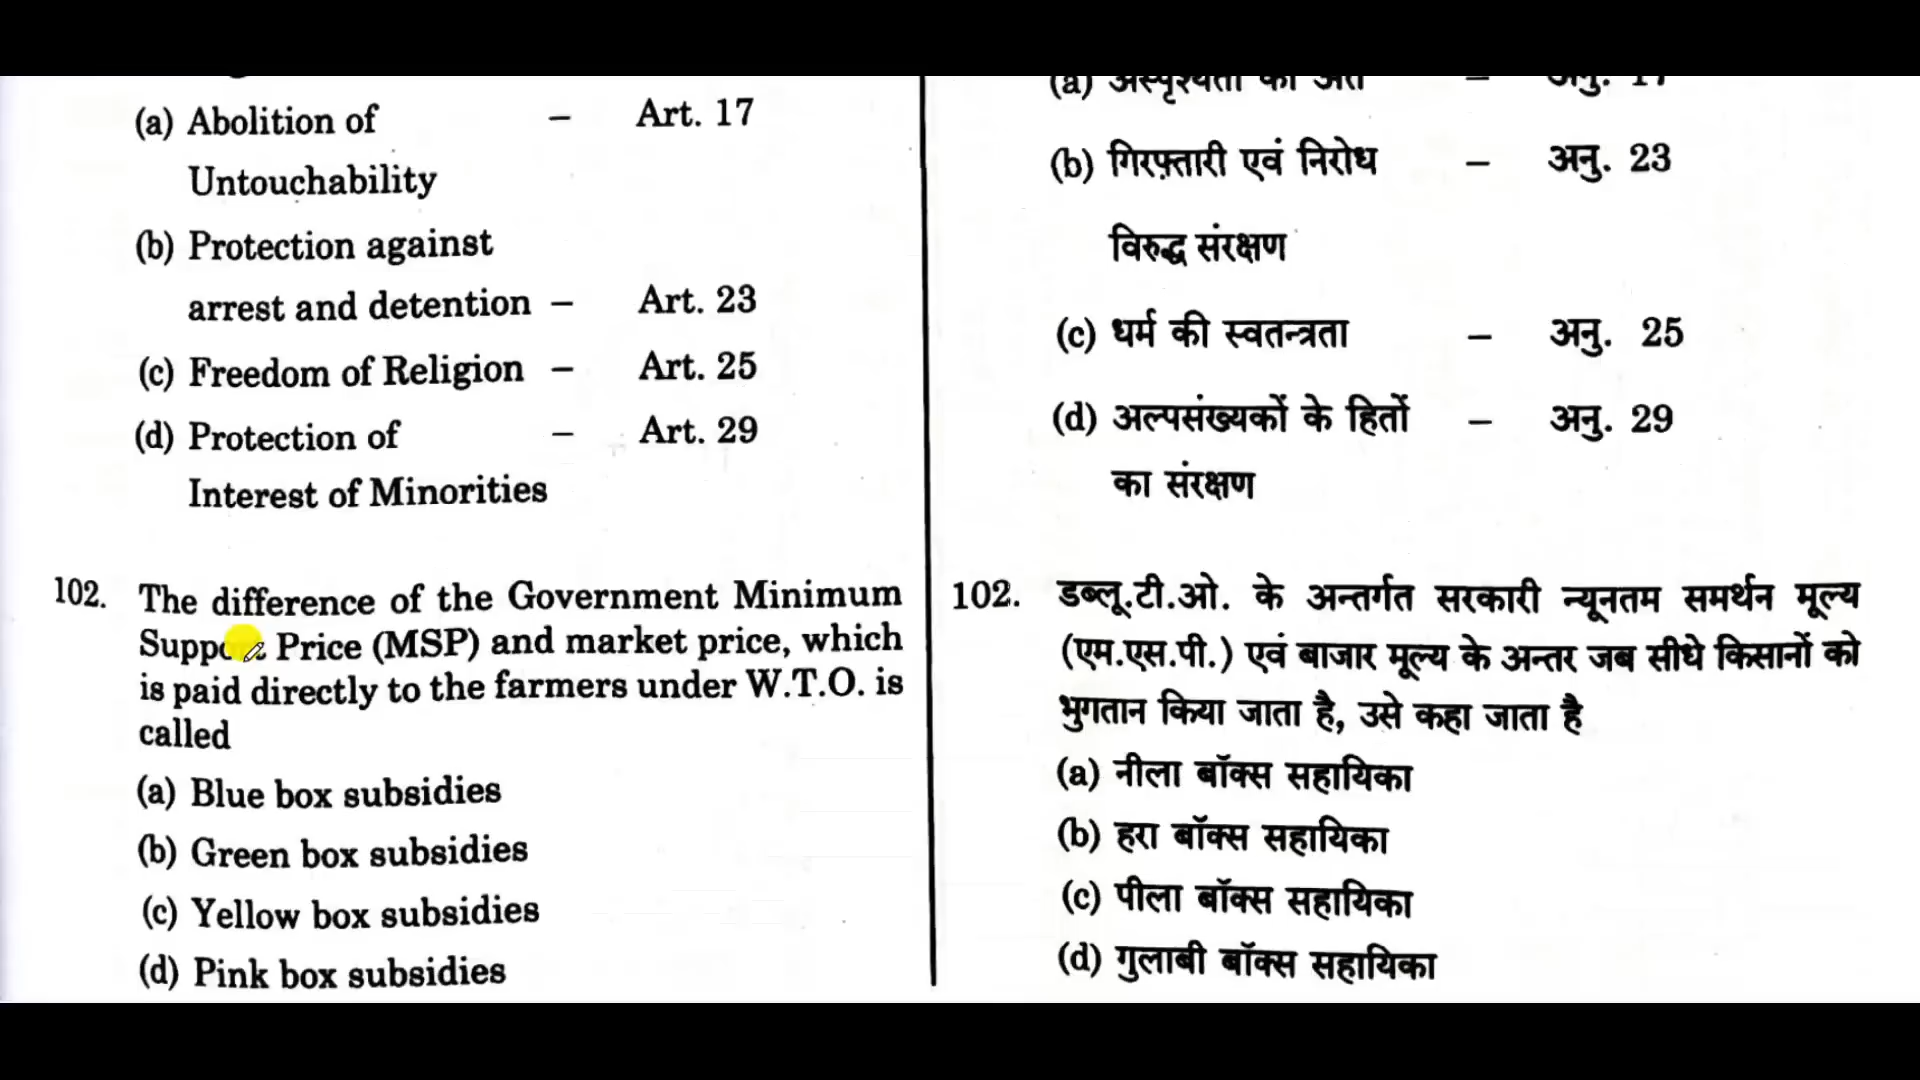 (a) Abolition of – Art. 17
Untouchability
(b) Protection against
arrest and detention – Art. 23
(c) Freedom of Religion – Art. 25
(d) Protection of – Art. 29
Interest of Minorities
102. The difference of the Government Minimum
Support Price (MSP) and market price, which
is paid directly to the farmers under W.T.O. is
called
(a) Blue box subsidies
(b) Green box subsidies
(c) Yellow box subsidies
(d) Pink box subsidies
(a) अस्पृश्यता का अंत – अनु. 17
(b) गिरफ़्तारी एवं निरोध – अनु. 23
विरुद्ध संरक्षण
(c) धर्म की स्वतन्त्रता – अनु. 25
(d) अल्पसंख्यकों के हितों – अनु. 29
का संरक्षण
102. डब्लू.टी.ओ. के अन्तर्गत सरकारी न्यूनतम समर्थन मूल्य
(एम.एस.पी.) एवं बाजार मूल्य के अन्तर जब सीधे किसानों को
भुगतान किया जाता है, उसे कहा जाता है
(a) नीला बॉक्स सहायिका
(b) हरा बॉक्स सहायिका
(c) पीला बॉक्स सहायिका
(d) गुलाबी बॉक्स सहायिका